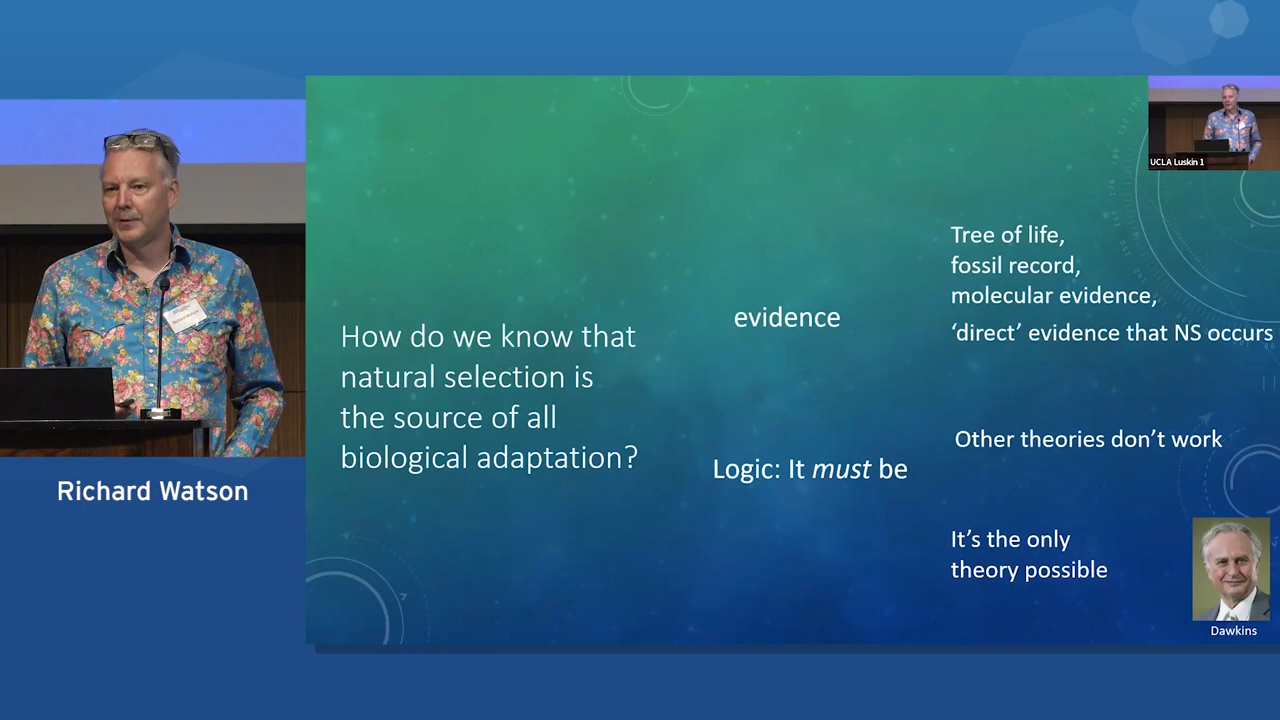 UCLA Luskin 1
Richard Watson
How do we know that
natural selection is
the source of all
biological adaptation?
evidence
Tree of life,
fossil record,
molecular evidence,
‘direct’ evidence that NS occurs
Logic: It must be
Other theories don’t work
It’s the only
theory possible
Dawkins